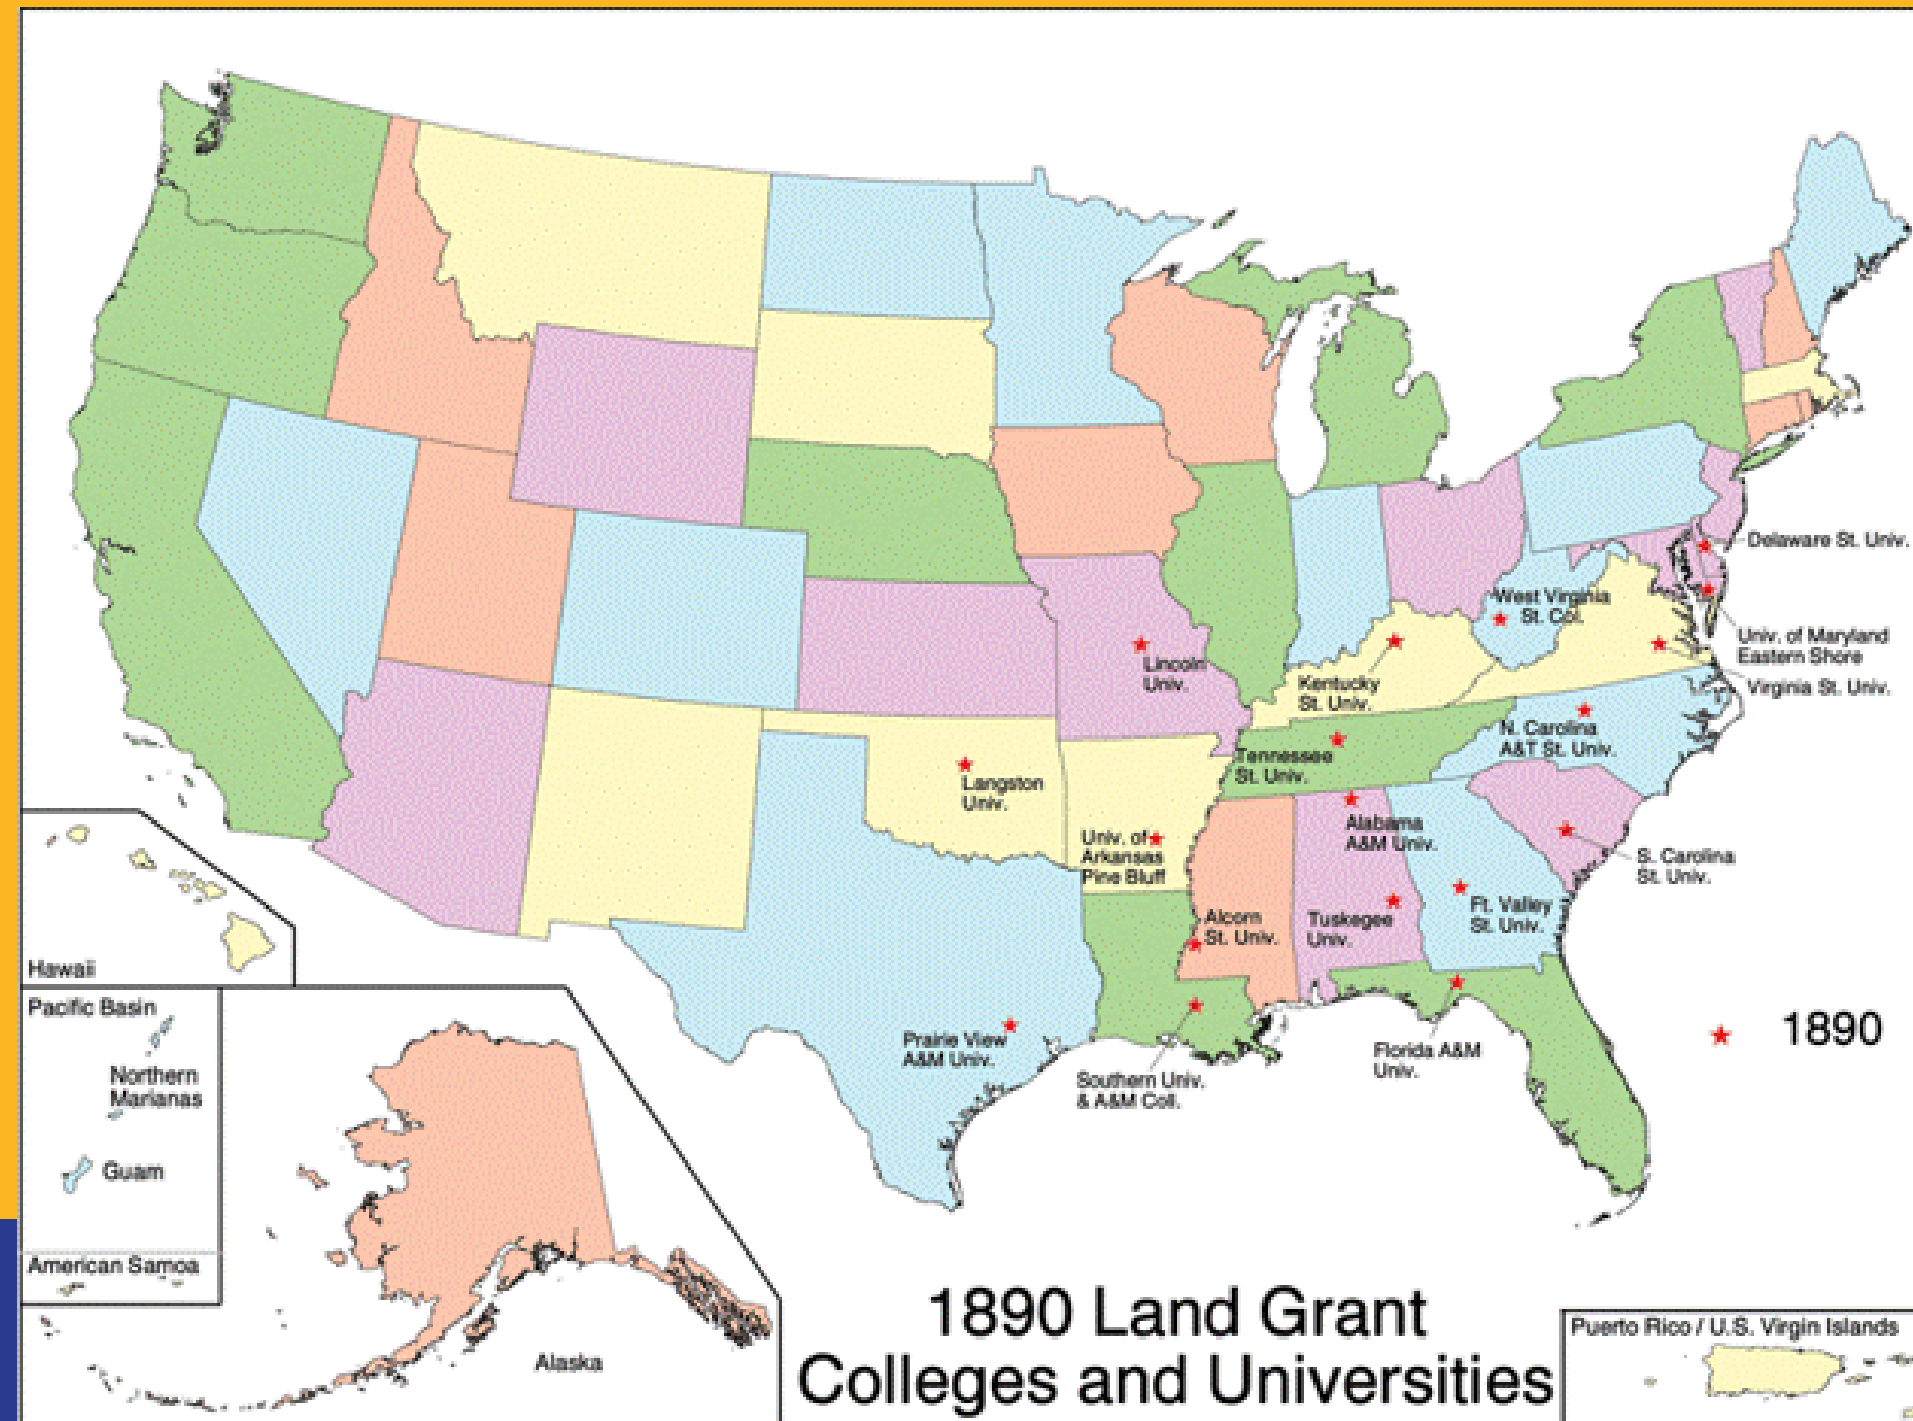 Delaware St. Univ.
West Virginia
St. Col.
Univ. of Maryland
Eastern Shore
Virginia St. Univ.
Lincoln
Univ.
Kentucky
St. Univ.
N. Carolina
A&T St. Univ.
Tennessee
St. Univ.
Langston
Univ.
Univ. of
Arkansas
Pine Bluff
Alabama
A&M Univ.
S. Carolina
St. Univ.
Alcorn
St. Univ.
Tuskegee
Univ.
Ft. Valley
St. Univ.
Prairie View
A&M Univ.
Southern Univ.
& A&M Coll.
Florida A&M
Univ.
1890
Hawaii
Pacific Basin
Northern
Marianas
Guam
American Samoa
Alaska
1890 Land Grant
Colleges and Universities
Puerto Rico / U.S. Virgin Islands